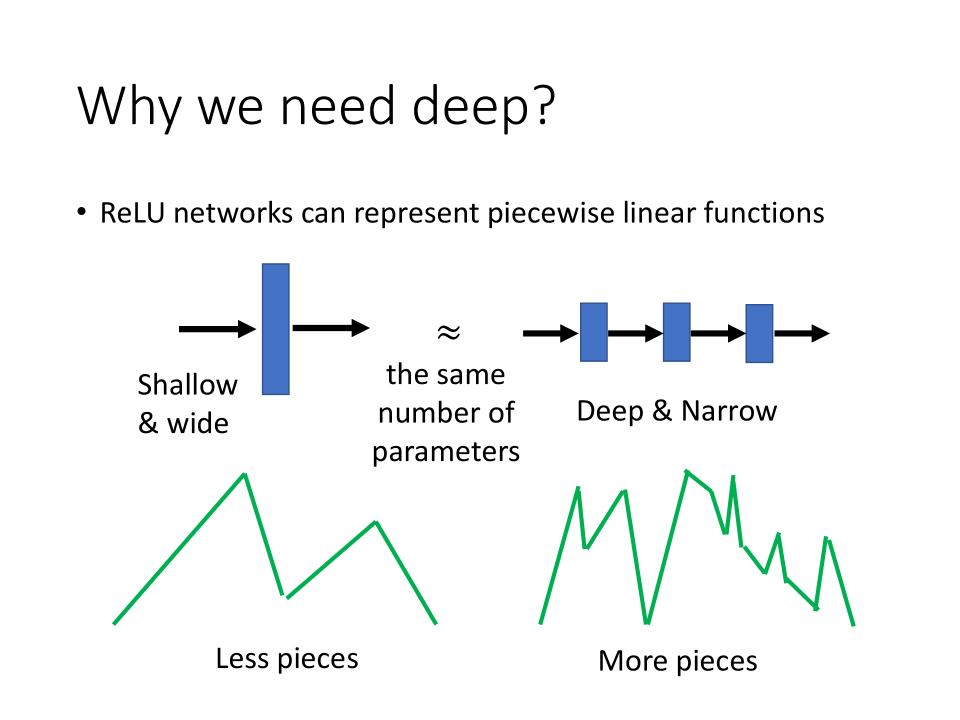 Why we need deep?
• ReLU networks can represent piecewise linear functions
Shallow
& wide
≈
the same
number of
parameters
Deep & Narrow
Less pieces
More pieces